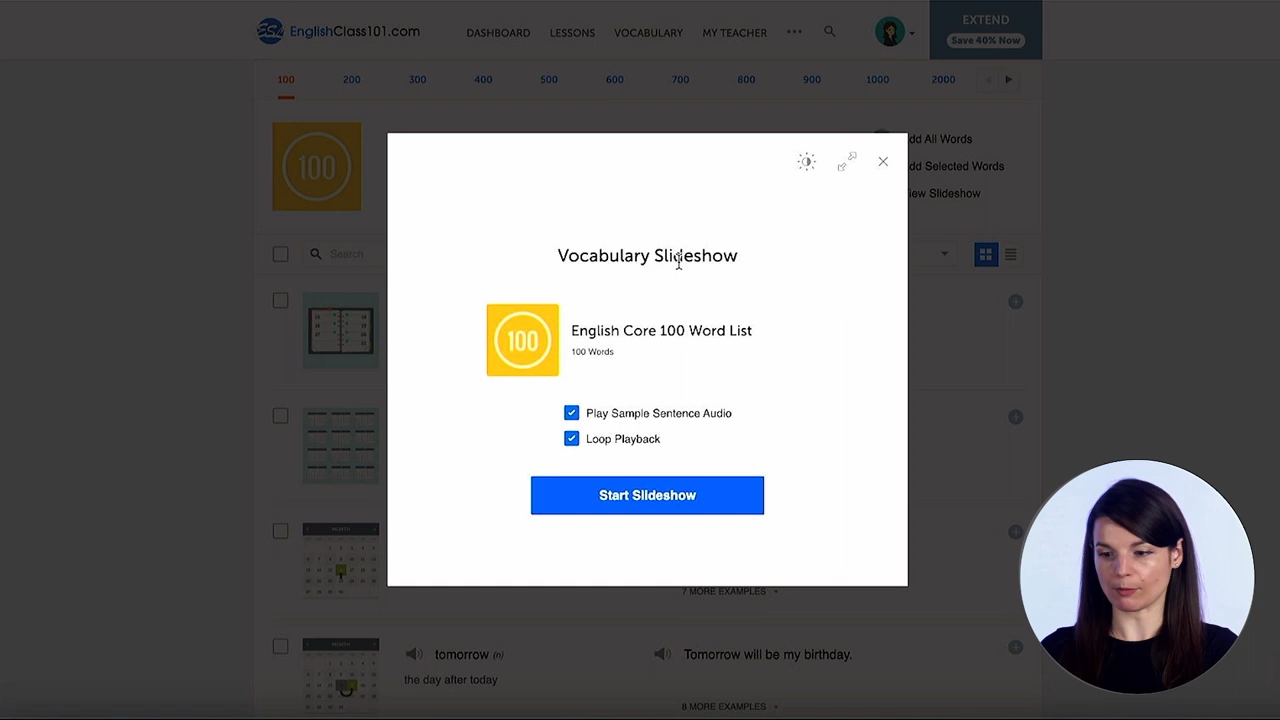 EnglishClass101.com
DASHBOARD
LESSONS
VOCABULARY
MY TEACHER
EXTEND
Save 40% Now
100
200
300
400
500
600
700
800
900
1000
2000
100
dd All Words
dd Selected Words
iew Slideshow
Search
Vocabulary Slideshow
100
English Core 100 Word List
100 Words
Play Sample Sentence Audio
Loop Playback
Start Slideshow
MONTH
7 MORE EXAMPLES
MONTH
tomorrow (n)
Tomorrow will be my birthday.
the day after today
8 MORE EXAMPLES